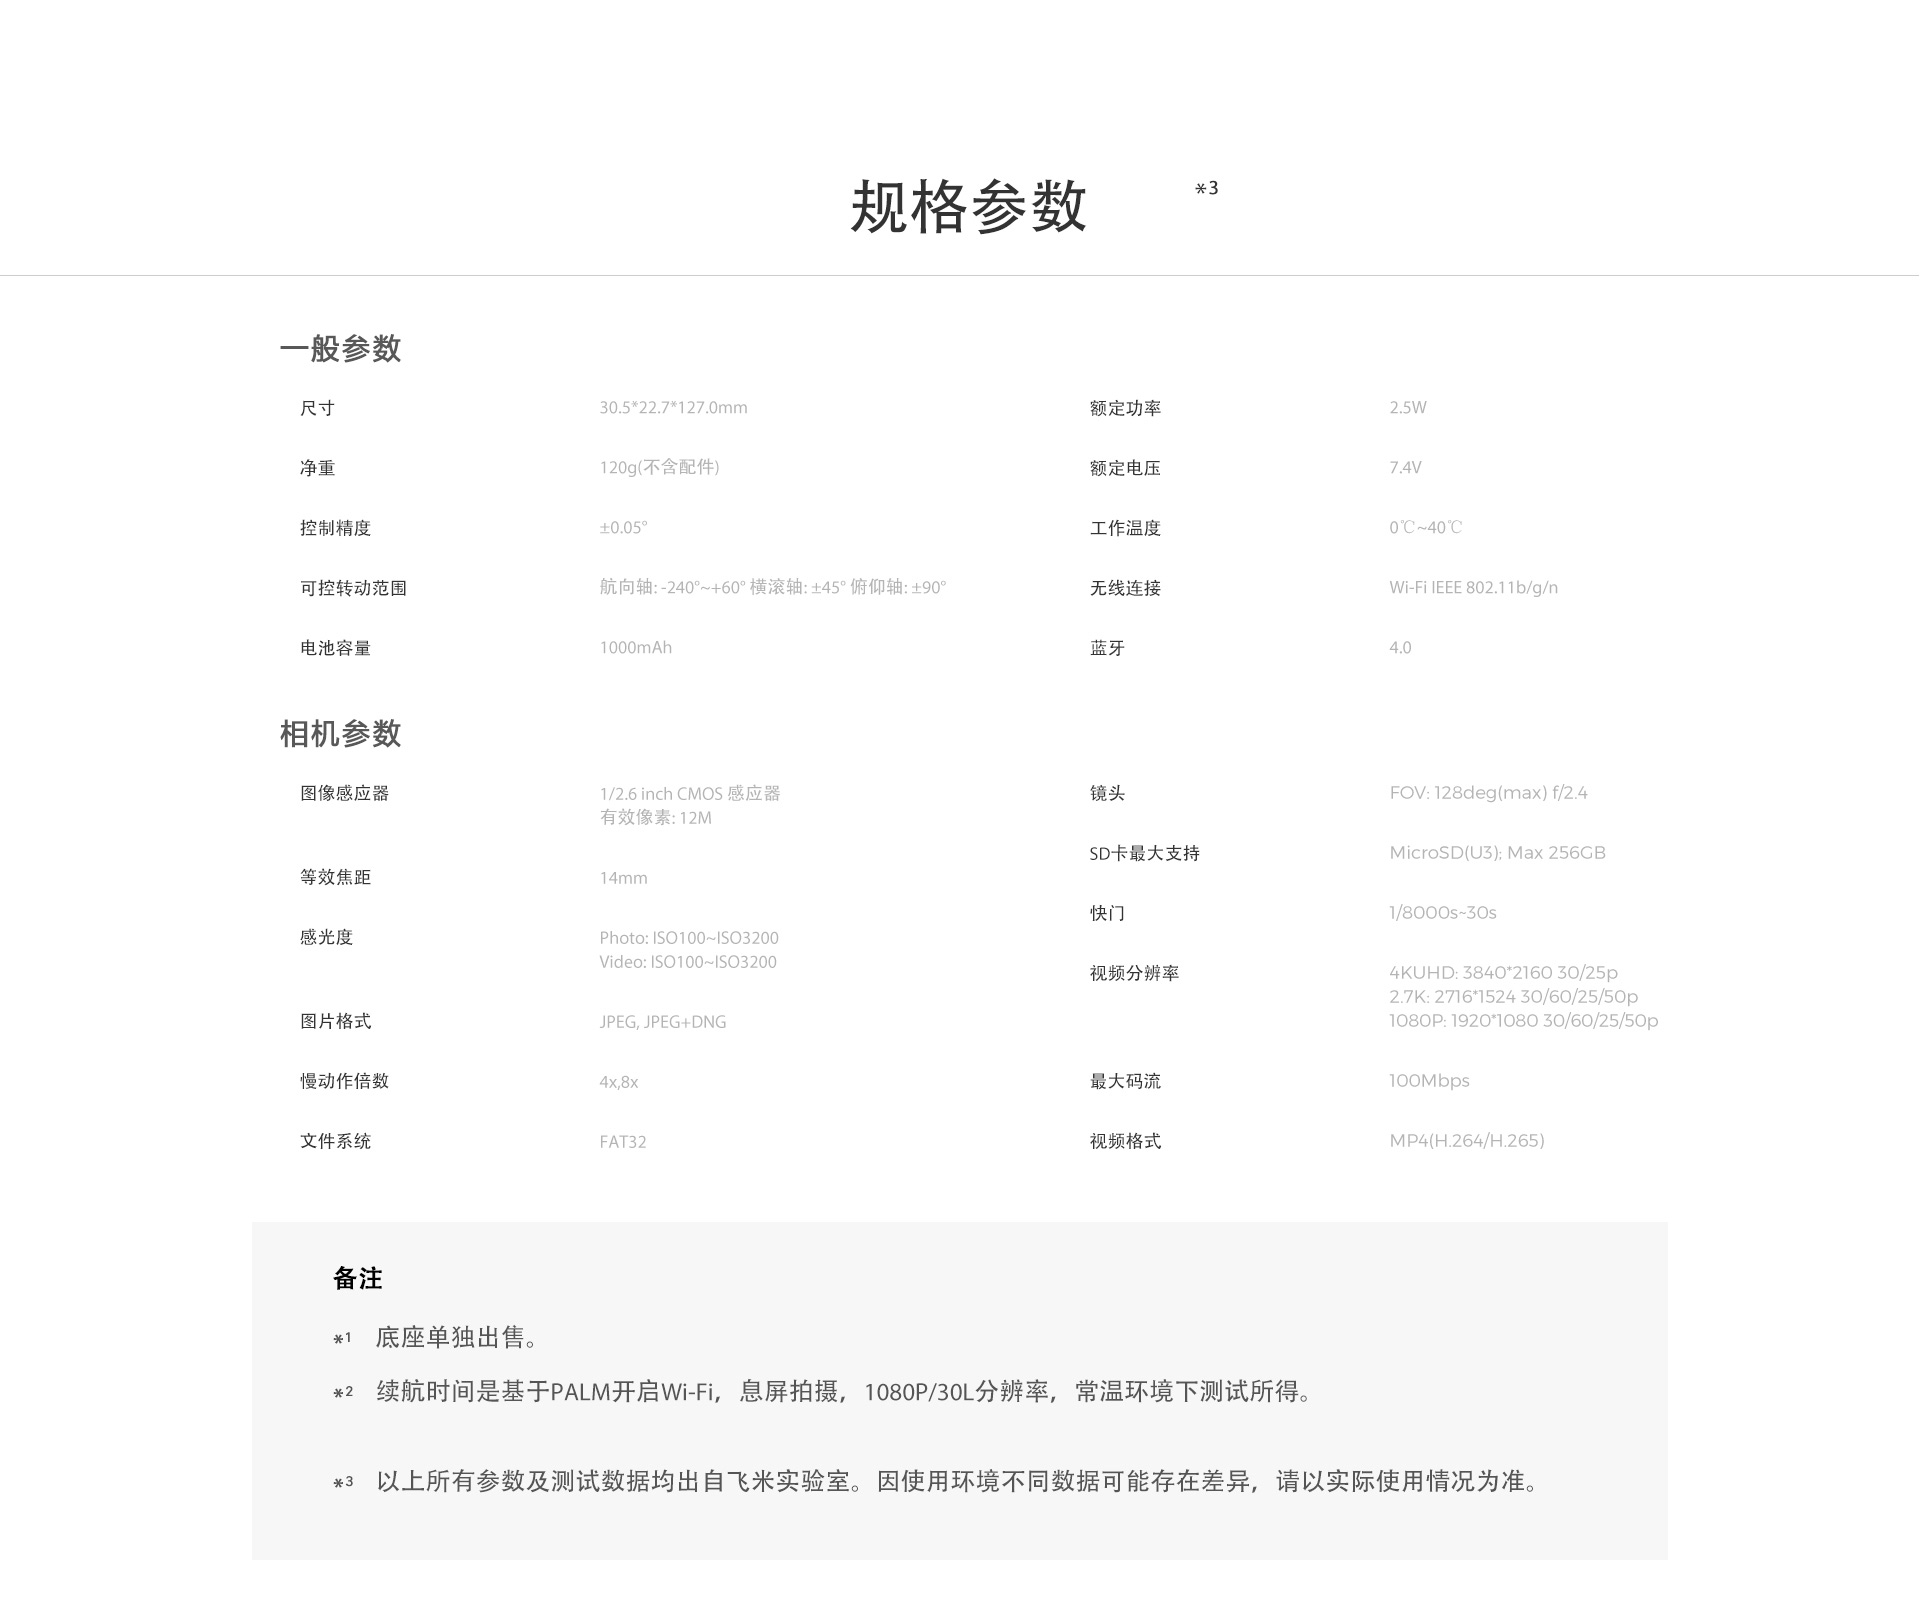 规格参数 *3
一般参数
尺寸 30.5*22.7*127.0mm
额定功率 2.5W
净重 120g(不含配件)
额定电压 7.4V
控制精度 ±0.05°
工作温度 0℃~40℃
可控转动范围 航向轴: -240°~+60° 横滚轴: ±45° 俯仰轴: ±90°
无线连接 Wi-Fi IEEE 802.11b/g/n
电池容量 1000mAh
蓝牙 4.0
相机参数
图像感应器 1/2.6 inch CMOS 感应器
有效像素: 12M
等效焦距 14mm
感光度 Photo: ISO100~ISO3200
Video: ISO100~ISO3200
图片格式 JPEG, JPEG+DNG
慢动作倍数 4x,8x
文件系统 FAT32
镜头 FOV: 128deg(max) f/2.4
SD卡最大支持 MicroSD(U3); Max 256GB
快门 1/8000s~30s
视频分辨率 4KUHD: 3840*2160 30/25p
2.7K: 2716*1524 30/60/25/50p
1080P: 1920*1080 30/60/25/50p
最大码流 100Mbps
视频格式 MP4(H.264/H.265)
备注
*1 底座单独出售。
*2 续航时间是基于PALM开启Wi-Fi，息屏拍摄，1080P/30L分辨率，常温环境下测试所得。
*3 以上所有参数及测试数据均出自飞米实验室。因使用环境不同数据可能存在差异，请以实际使用情况为准。